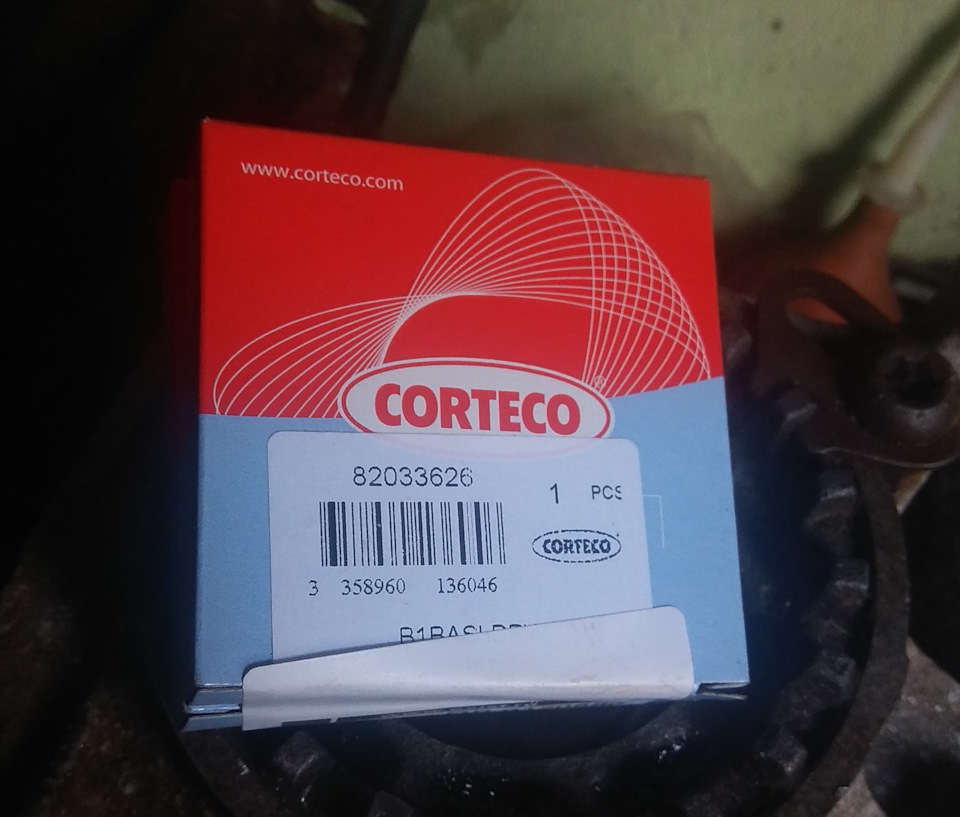 www.corteco.com
CORTECO ®
82033626
1 PCS
CORTECO
3 358960 136046